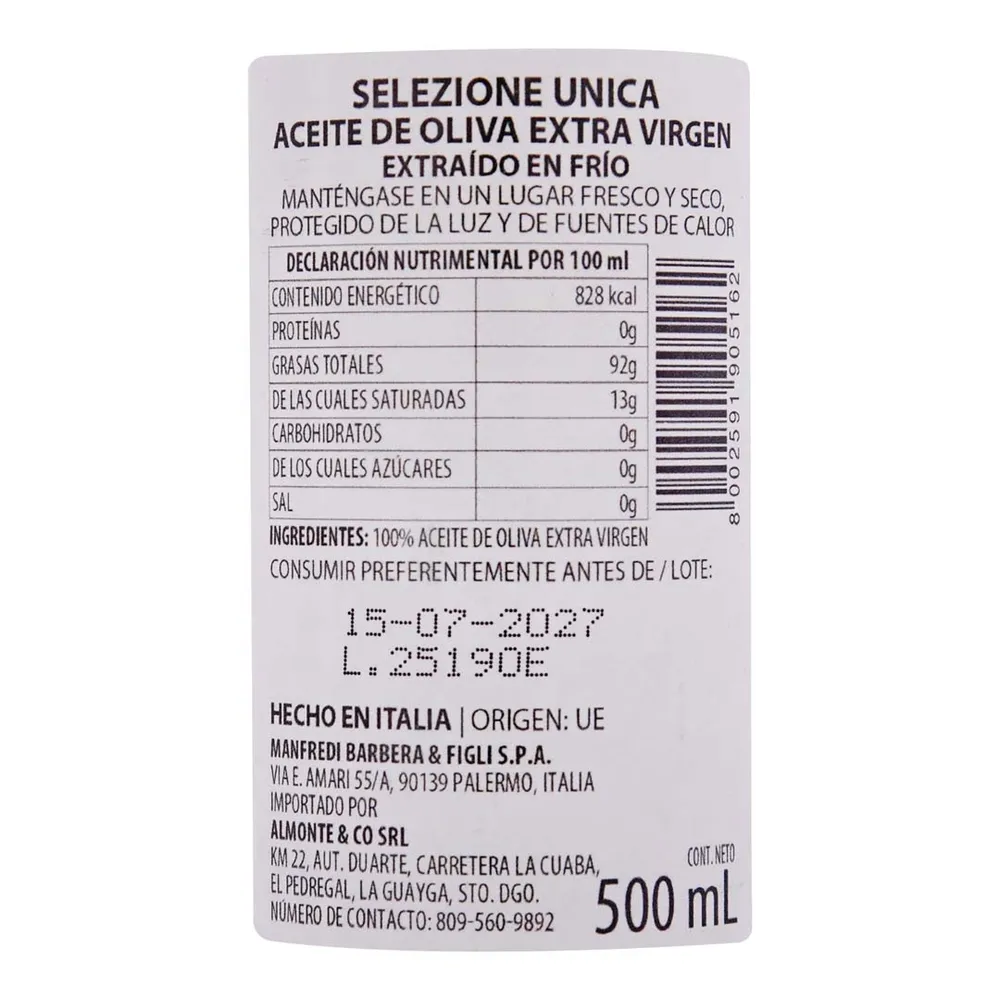 SELEZIONE UNICA
ACEITE DE OLIVA EXTRA VIRGEN
EXTRAÍDO EN FRÍO
MANTÉNGASE EN UN LUGAR FRESCO Y SECO,
PROTEGIDO DE LA LUZ Y DE FUENTES DE CALOR
DECLARACIÓN NUTRIMENTAL POR 100 ml
CONTENIDO ENERGÉTICO 828 kcal
PROTEÍNAS 0g
GRASAS TOTALES 92g
DE LAS CUALES SATURADAS 13g
CARBOHIDRATOS 0g
DE LOS CUALES AZÚCARES 0g
SAL 0g
8 002591 905162
INGREDIENTES: 100% ACEITE DE OLIVA EXTRA VIRGEN
CONSUMIR PREFERENTEMENTE ANTES DE / LOTE:
15-07-2027
L.25190E
HECHO EN ITALIA | ORIGEN: UE
MANFREDI BARBERA & FIGLI S.P.A.
VIA E. AMARI 55/A, 90139 PALERMO, ITALIA
IMPORTADO POR
ALMONTE & CO SRL
KM 22, AUT. DUARTE, CARRETERA LA CUABA,
EL PEDREGAL, LA GUAYGA, STO. DGO.
NÚMERO DE CONTACTO: 809-560-9892
CONT. NETO
500 mL